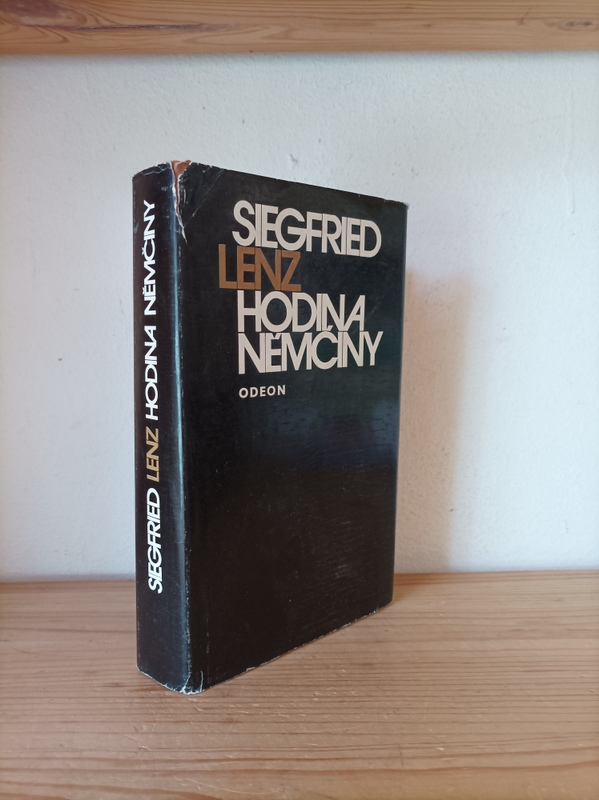 SIEGFRIED LENZ HODINA NĚMČINY
SIEGFRIED
LENZ
HODINA
NĚMČINY
ODEON